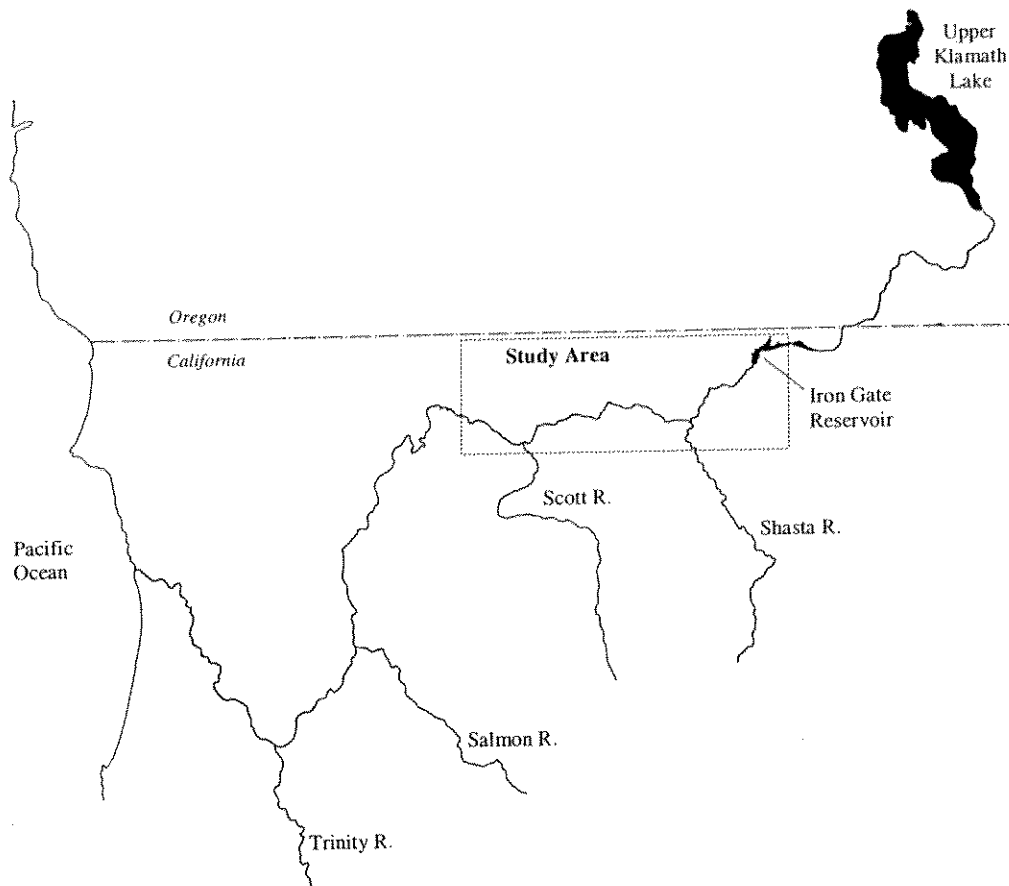 Upper
Klamath
Lake
Oregon
California
Study Area
Iron Gate
Reservoir
Scott R.
Shasta R.
Pacific
Ocean
Salmon R.
Trinity R.